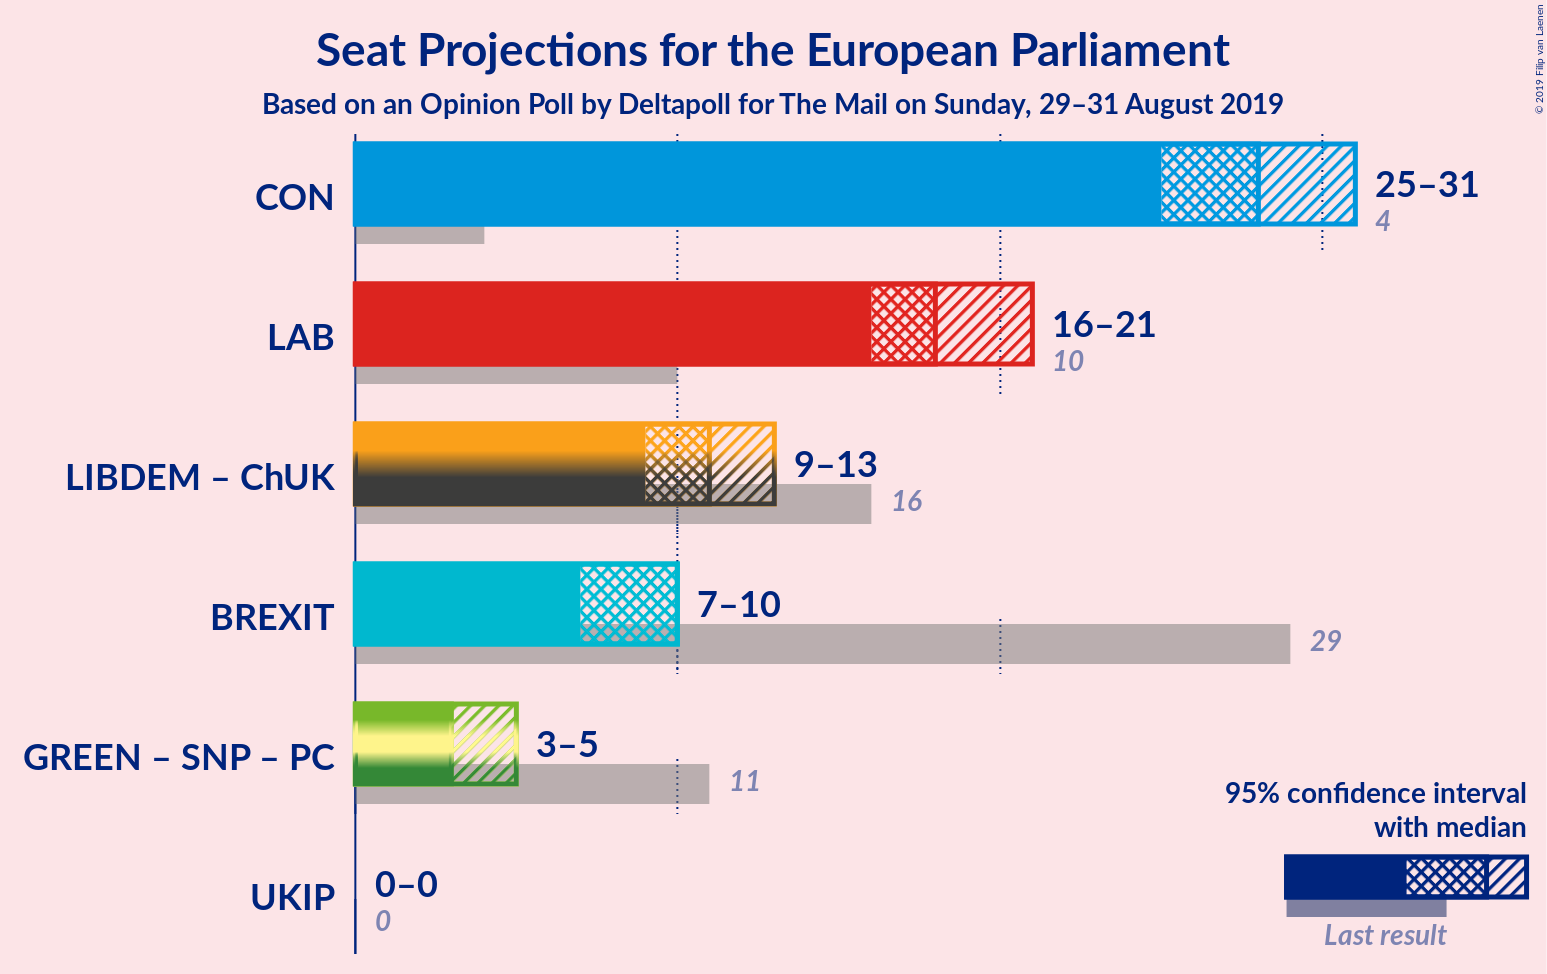 Seat Projections for the European Parliament
Based on an Opinion Poll by Deltapoll for The Mail on Sunday, 29–31 August 2019
© 2019 Filip van Laenen
CON
25–31
4
LAB
16–21
10
LIBDEM – ChUK
9–13
16
BREXIT
7–10
29
GREEN – SNP – PC
3–5
11
UKIP
0–0
0
95% confidence interval
with median
Last result